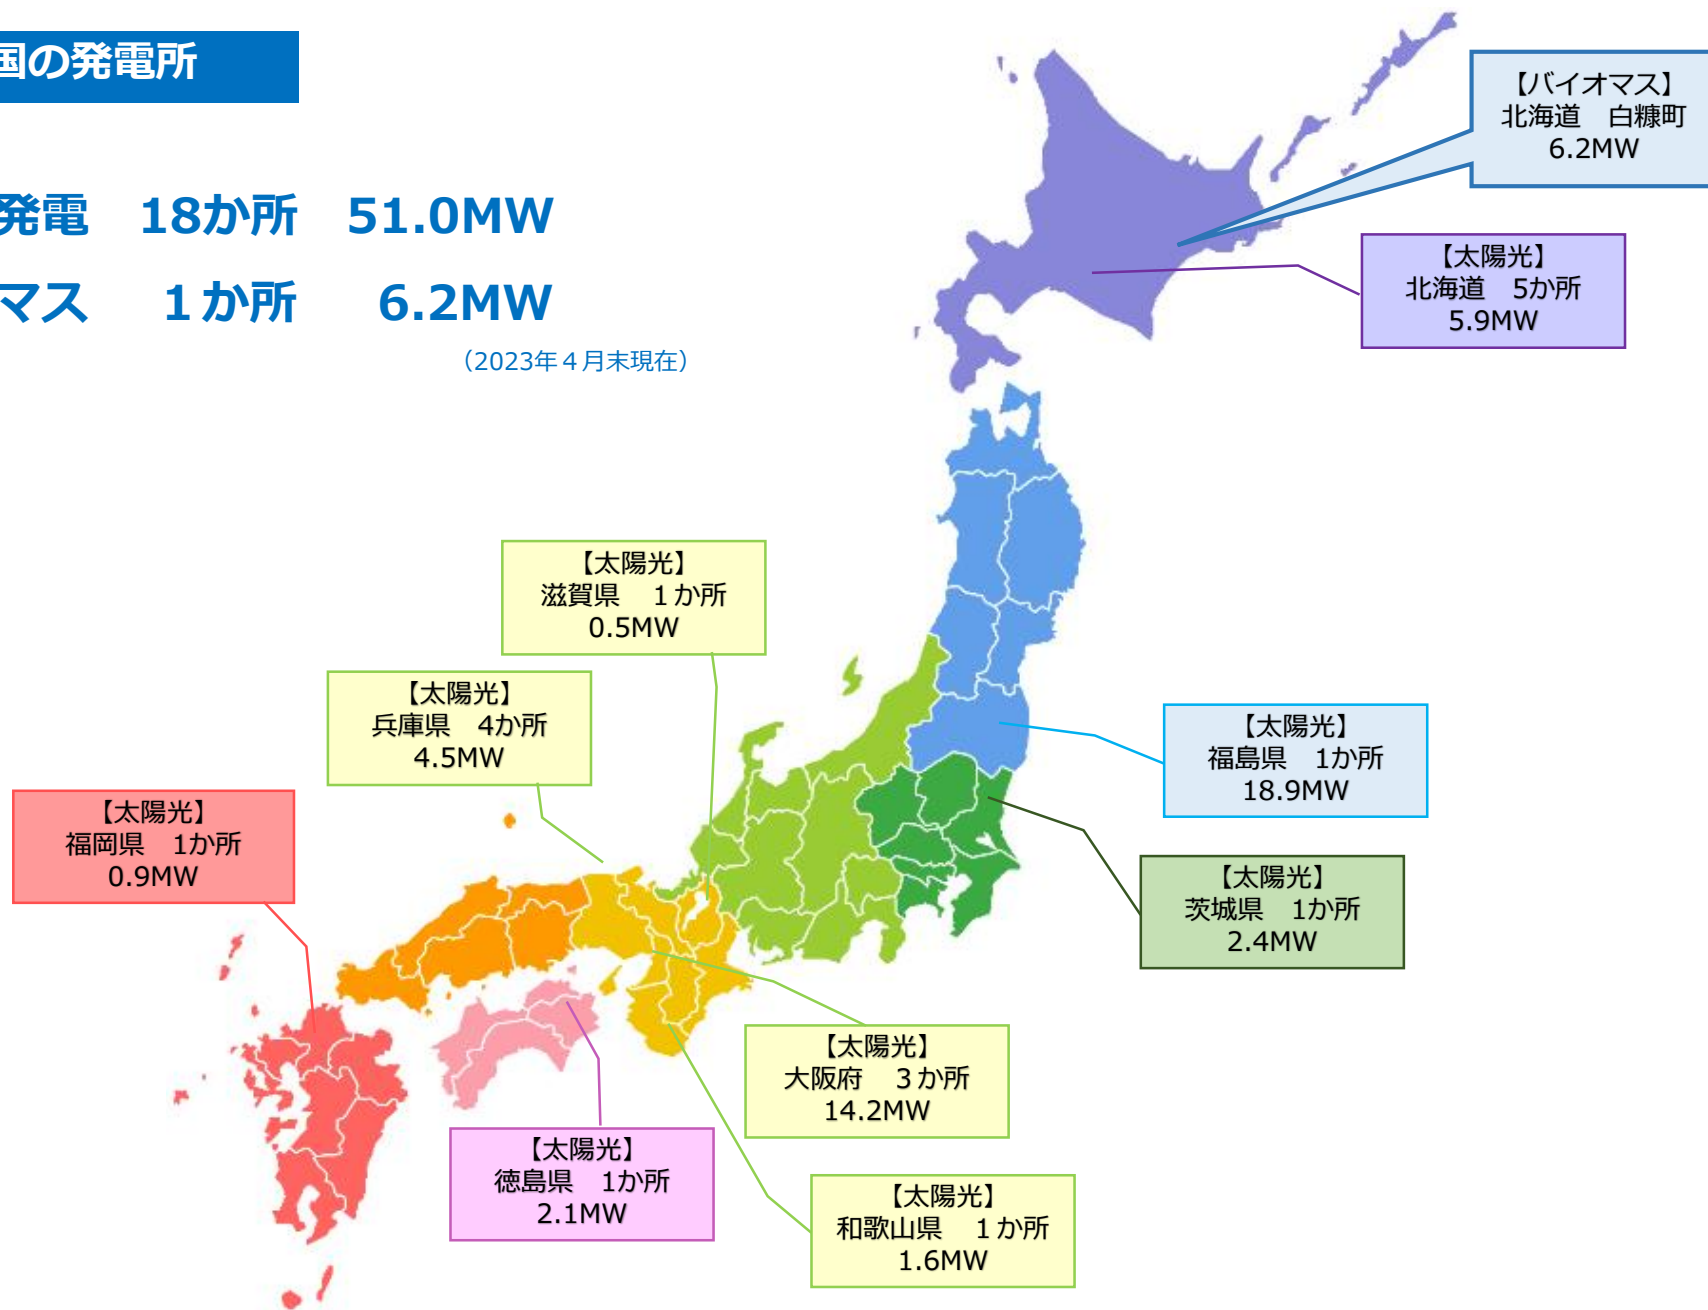 国の発電所
発電　18か所　51.0MW
マス　１か所　6.2MW
（2023年４月末現在）
【バイオマス】
北海道　白糠町
6.2MW
【太陽光】
北海道　5か所
5.9MW
【太陽光】
滋賀県　１か所
0.5MW
【太陽光】
兵庫県　4か所
4.5MW
【太陽光】
福島県　1か所
18.9MW
【太陽光】
福岡県　1か所
0.9MW
【太陽光】
茨城県　1か所
2.4MW
【太陽光】
大阪府　３か所
14.2MW
【太陽光】
徳島県　1か所
2.1MW
【太陽光】
和歌山県　１か所
1.6MW